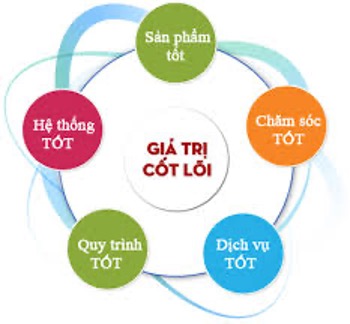 Sản phẩm
tốt
Hệ thống
TỐT
Chăm sóc
TỐT
GIÁ TRỊ
CỐT LÕI
Quy trình
TỐT
Dịch vụ
TỐT